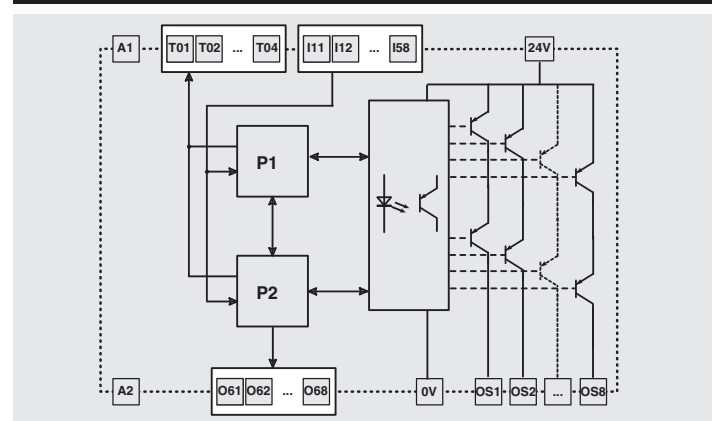 A1 T01 T02 ... T04 I11 I12 ... I58 24V
P1
P2
A2 O61 O62 ... O68 0V OS1 OS2 ... OS8